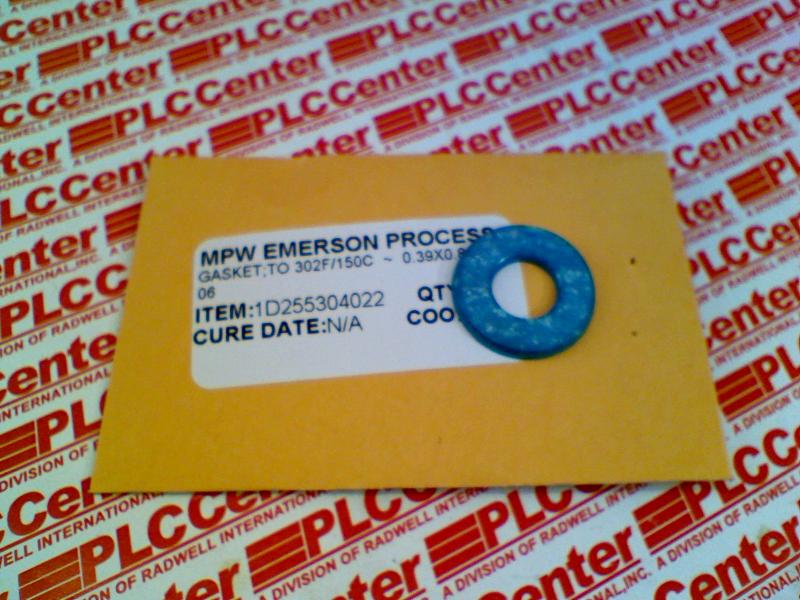 MPW EMERSON PROCESS
GASKET;TO 302F/150C ~ 0.39X0.8
06
ITEM:1D255304022 QTY
CURE DATE:N/A COO
PLCCenter
A DIVISION OF RADWELL INTERNATIONAL, INC.